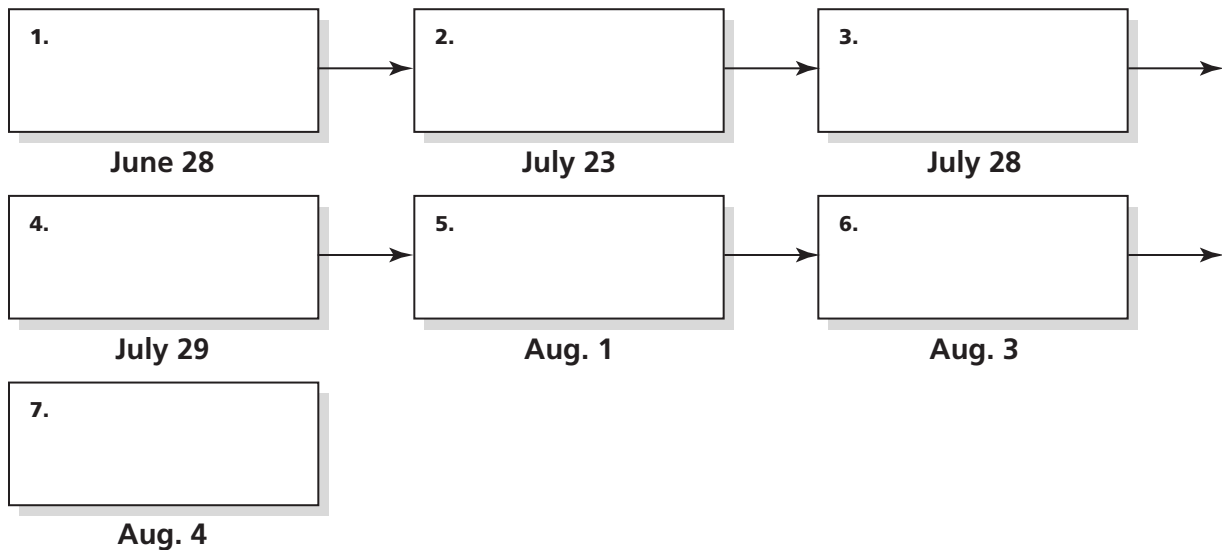 1. 2. 3.
June 28 July 23 July 28
4. 5. 6.
July 29 Aug. 1 Aug. 3
7.
Aug. 4